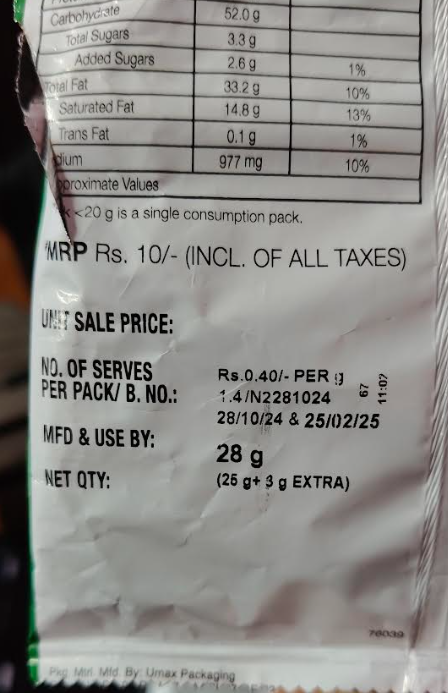 Carbohydrate 52.0 g
Total Sugars 3.3 g
Added Sugars 2.6 g 1%
Total Fat 33.2 g 10%
Saturated Fat 14.8 g 13%
Trans Fat 0.1 g 1%
dium 977 mg 10%
pproximate Values
k <20 g is a single consumption pack.
*MRP Rs. 10/- (INCL. OF ALL TAXES)
UNIT SALE PRICE:
NO. OF SERVES Rs.0.40/- PER g
PER PACK/ B. NO.: 1.4/N2281024 67 11:02
28/10/24 & 25/02/25
MFD & USE BY:
28 g
NET QTY: (25 g+ 3 g EXTRA)
76039
Pkg Mtrl Mfd. By: Umax Packaging